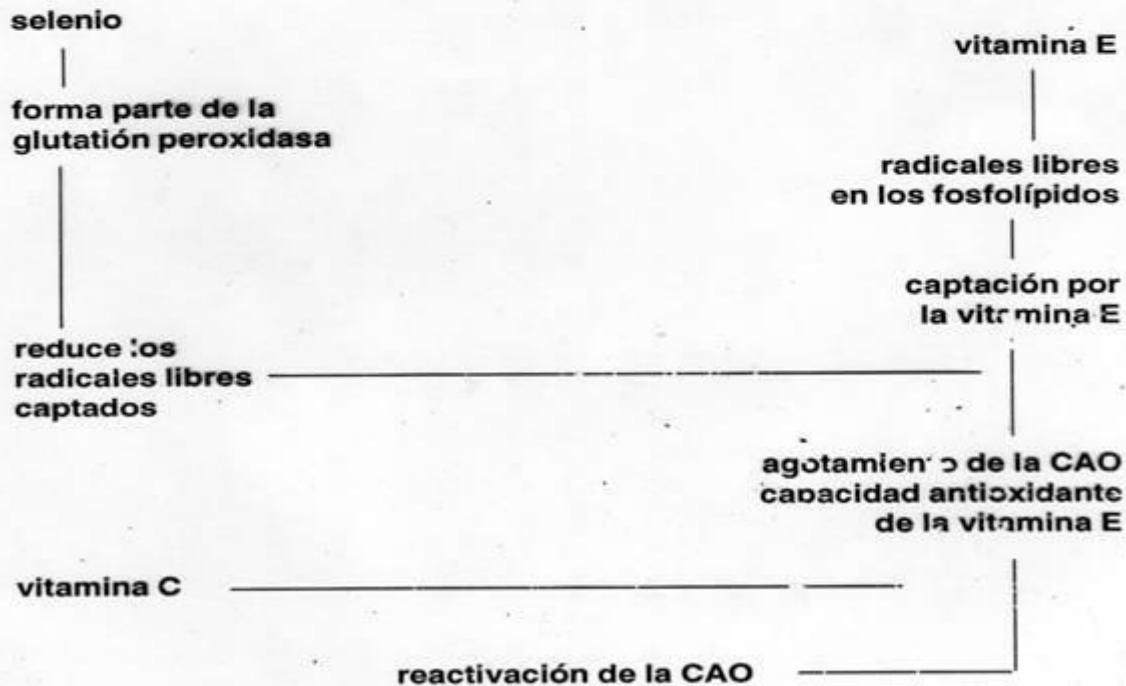 selenio
forma parte de la
glutatión peroxidasa
reduce los
radicales libres
captados
vitamina E
radicales libres
en los fosfolípidos
captación por
la vitamina E
agotamiento de la CAO
capacidad antioxidante
de la vitamina E
vitamina C
reactivación de la CAO